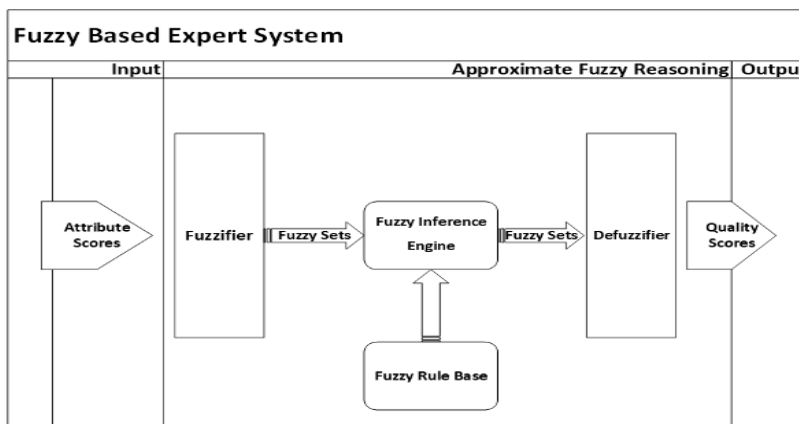 Fuzzy Based Expert System
Input
Approximate Fuzzy Reasoning
Outpu
Attribute
Scores
Fuzzifier
Fuzzy Sets
Fuzzy Inference
Engine
Fuzzy Sets
Defuzzifier
Quality
Scores
Fuzzy Rule Base